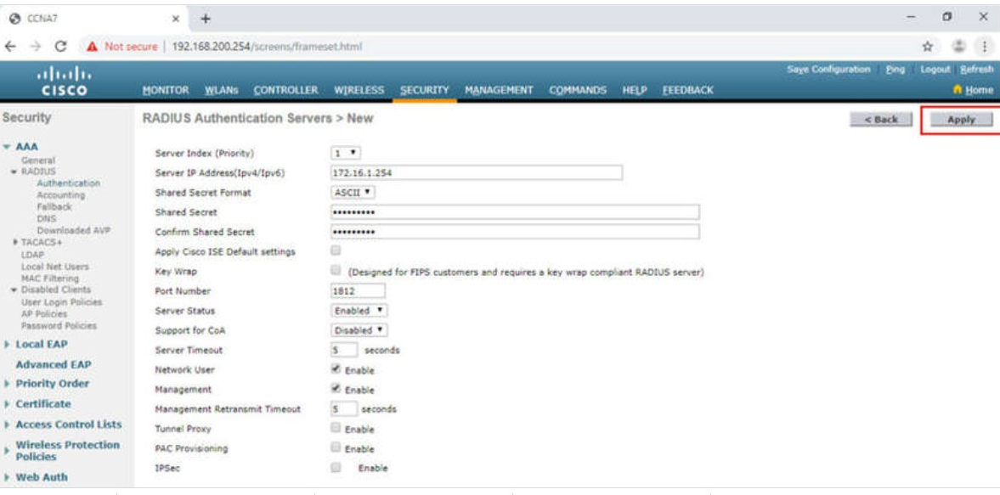 CCNA7
Not secure | 192.168.200.254/screens/frameset.html
Save Configuration Ping Logout Refresh
CISCO
MONITOR WLANs CONTROLLER WIRELESS SECURITY MANAGEMENT COMMANDS HELP FEEDBACK
Home
Security
AAA
General
RADIUS
Authentication
Accounting
Fallback
DNS
Downloaded AVP
TACACS+
LDAP
Local Net Users
MAC Filtering
Disabled Clients
User Login Policies
AP Policies
Password Policies
Local EAP
Advanced EAP
Priority Order
Certificate
Access Control Lists
Wireless Protection
Policies
Web Auth
RADIUS Authentication Servers > New
< Back
Apply
Server Index (Priority) 1
Server IP Address(Ipv4/Ipv6) 172.16.1.254
Shared Secret Format ASCII
Shared Secret •••••••••
Confirm Shared Secret •••••••••
Apply Cisco ISE Default settings
Key Wrap (Designed for FIPS customers and requires a key wrap compliant RADIUS server)
Port Number 1812
Server Status Enabled
Support for CoA Disabled
Server Timeout 5 seconds
Network User Enable
Management Enable
Management Retransmit Timeout 5 seconds
Tunnel Proxy Enable
PAC Provisioning Enable
IPSec Enable